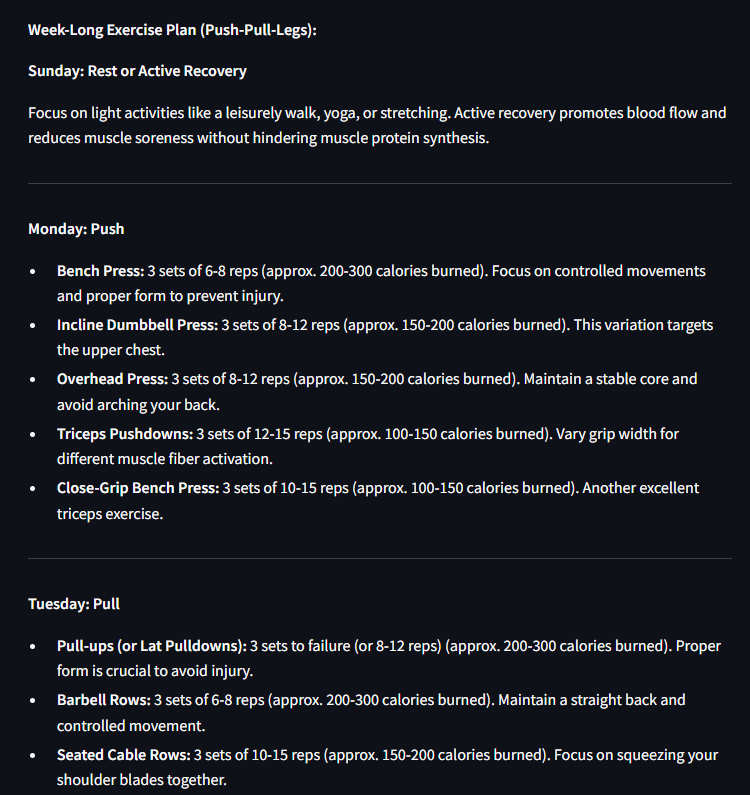 Week-Long Exercise Plan (Push-Pull-Legs):
Sunday: Rest or Active Recovery
Focus on light activities like a leisurely walk, yoga, or stretching. Active recovery promotes blood flow and
reduces muscle soreness without hindering muscle protein synthesis.
Monday: Push
• Bench Press: 3 sets of 6-8 reps (approx. 200-300 calories burned). Focus on controlled movements
and proper form to prevent injury.
• Incline Dumbbell Press: 3 sets of 8-12 reps (approx. 150-200 calories burned). This variation targets
the upper chest.
• Overhead Press: 3 sets of 8-12 reps (approx. 150-200 calories burned). Maintain a stable core and
avoid arching your back.
• Triceps Pushdowns: 3 sets of 12-15 reps (approx. 100-150 calories burned). Vary grip width for
different muscle fiber activation.
• Close-Grip Bench Press: 3 sets of 10-15 reps (approx. 100-150 calories burned). Another excellent
triceps exercise.
Tuesday: Pull
• Pull-ups (or Lat Pulldowns): 3 sets to failure (or 8-12 reps) (approx. 200-300 calories burned). Proper
form is crucial to avoid injury.
• Barbell Rows: 3 sets of 6-8 reps (approx. 200-300 calories burned). Maintain a straight back and
controlled movement.
• Seated Cable Rows: 3 sets of 10-15 reps (approx. 150-200 calories burned). Focus on squeezing your
shoulder blades together.